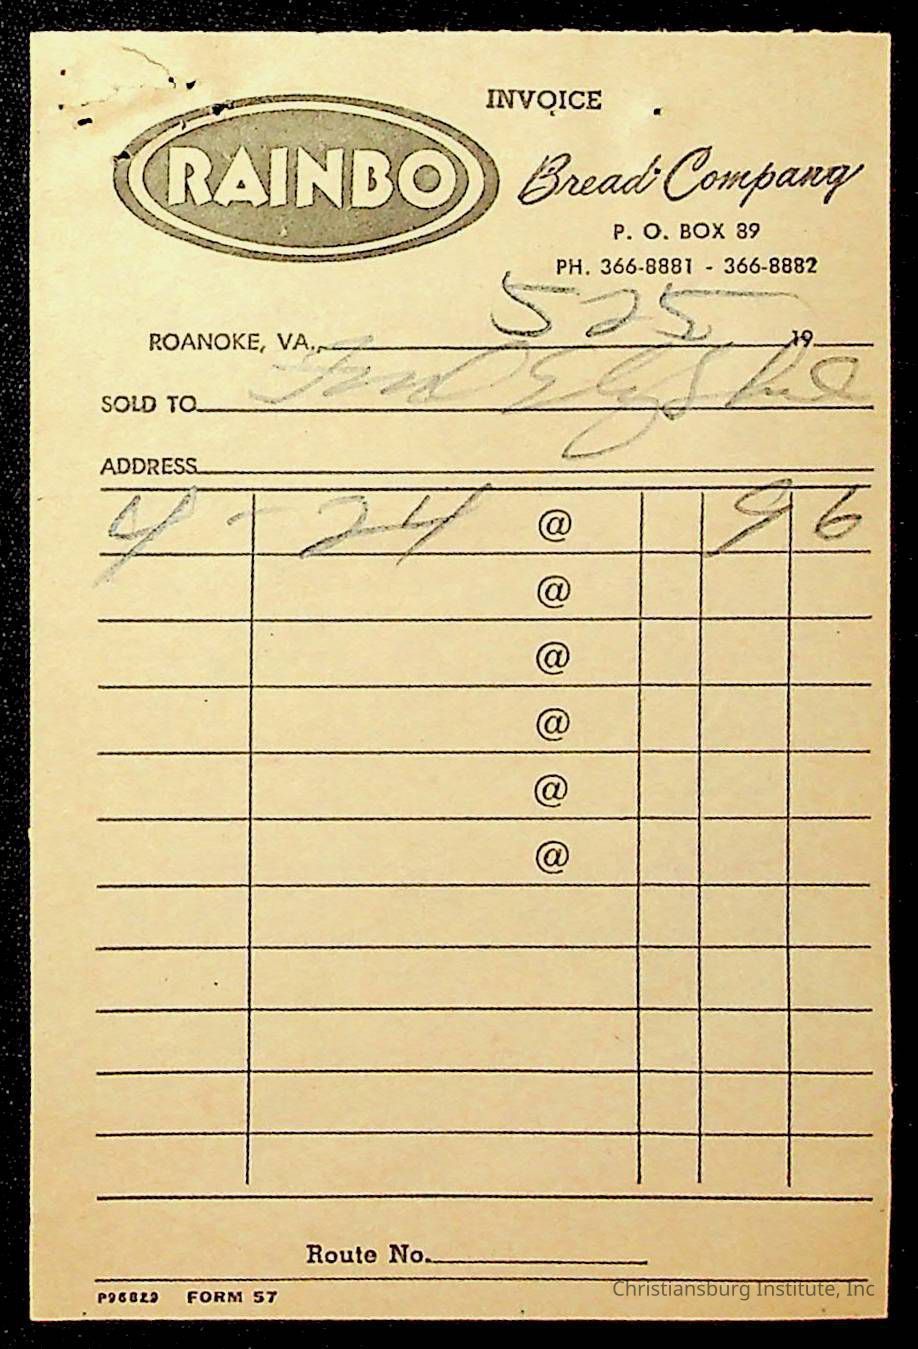 INVOICE
RAINBO
Bread Company
P. O. BOX 89
PH. 366-8881 - 366-8882
5 25
ROANOKE, VA., 19
SOLD TO
ADDRESS
4 - 24 @ 96
@
@
@
@
@
Route No.
P96829 FORM 57
Christiansburg Institute, Inc